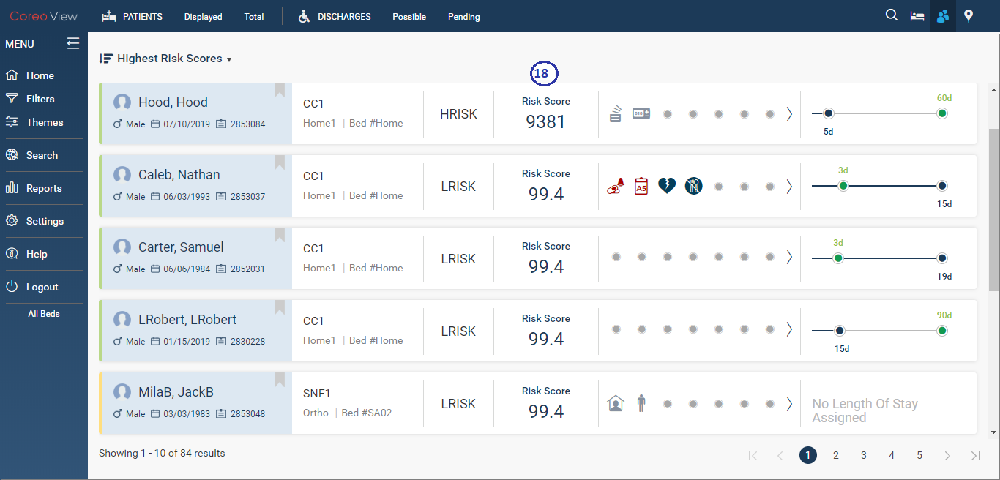 Coreo View
PATIENTS Displayed Total DISCHARGES Possible Pending
MENU
Home
Filters
Themes
Search
Reports
Settings
Help
Logout
All Beds
Highest Risk Scores
18
Hood, Hood
Male 07/10/2019 2853084
CC1
Home1 | Bed #Home
HRISK
Risk Score
9381
010
60d
5d
Caleb, Nathan
Male 06/03/1993 2853037
CC1
Home1 | Bed #Home
LRISK
Risk Score
99.4
A5
3d
15d
Carter, Samuel
Male 06/06/1984 2852031
CC1
Home1 | Bed #Home
LRISK
Risk Score
99.4
3d
19d
LRobert, LRobert
Male 01/15/2019 2830228
CC1
Home1 | Bed #Home
LRISK
Risk Score
99.4
90d
15d
MilaB, JackB
Male 03/03/1983 2853048
SNF1
Ortho | Bed #SA02
LRISK
Risk Score
99.4
No Length Of Stay
Assigned
Showing 1 - 10 of 84 results
1 2 3 4 5